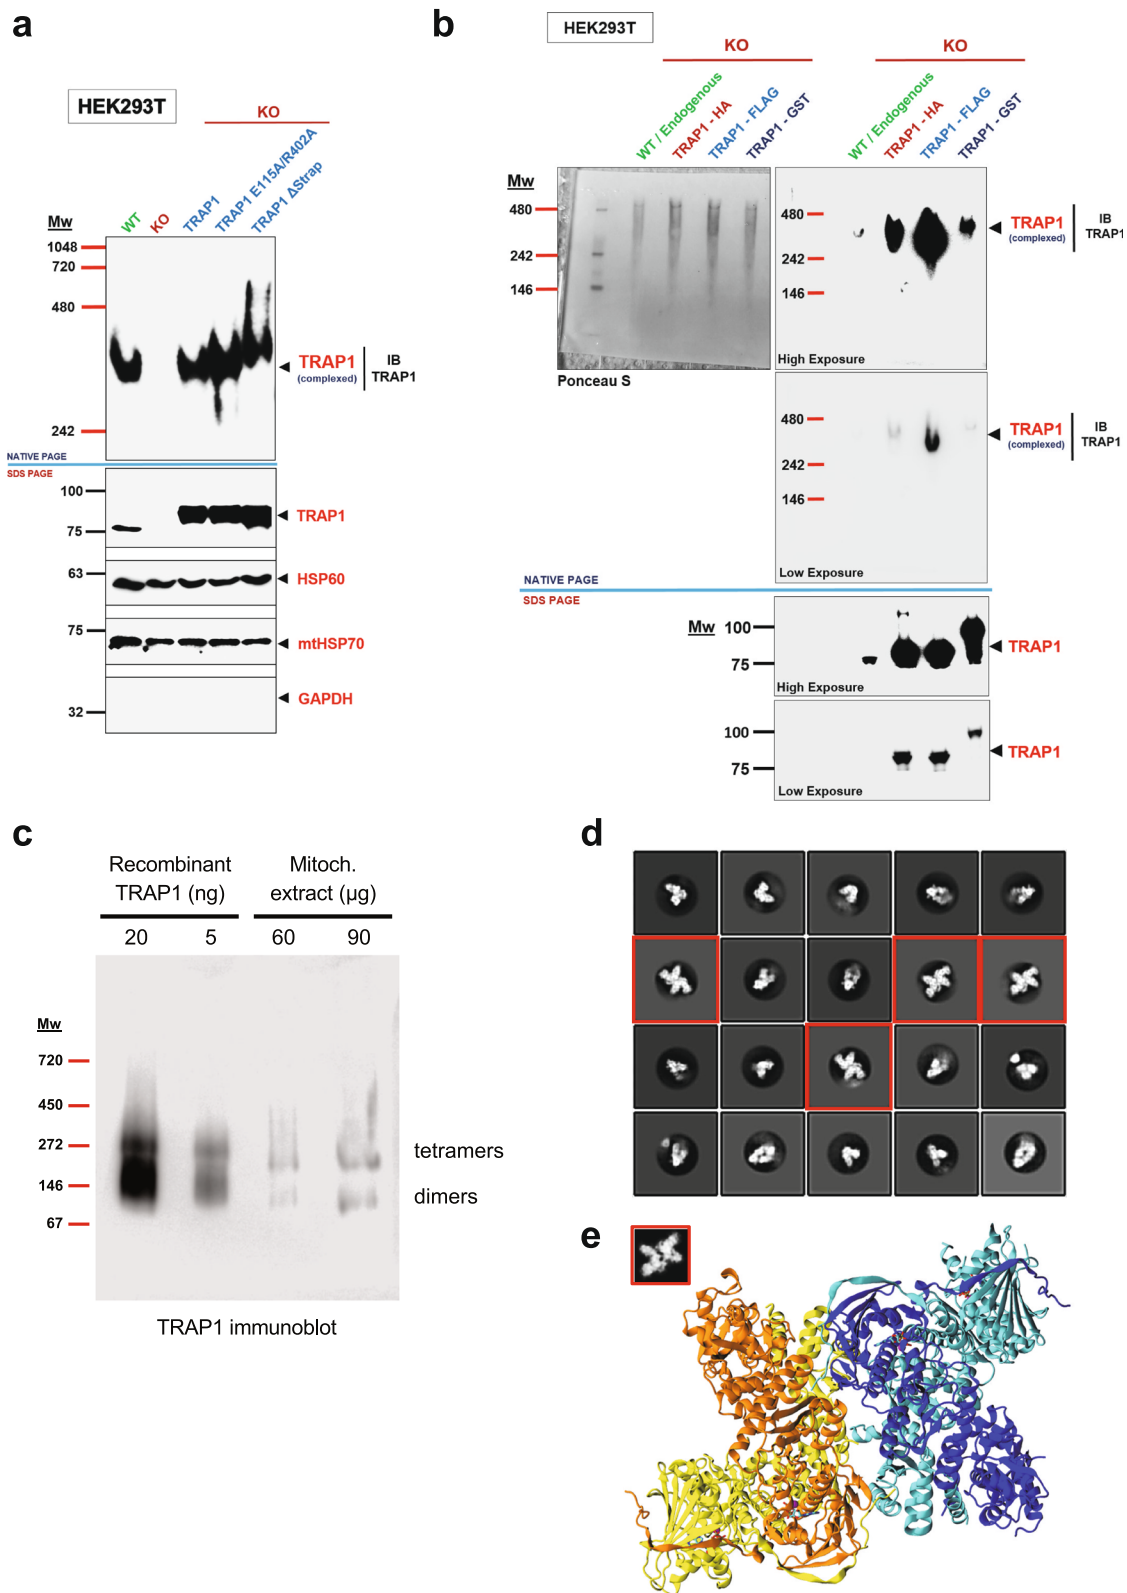 a
HEK293T
KO
WT
KO
TRAP1
TRAP1 E115A/R402A
TRAP1 ΔStrap
Mw
1048
720
480
242
TRAP1
(complexed)
IB
TRAP1
NATIVE PAGE
SDS PAGE
100
75
TRAP1
63
HSP60
75
mtHSP70
GAPDH
32
b
HEK293T
KO
KO
WT / Endogenous
TRAP1 - HA
TRAP1 - FLAG
TRAP1 - GST
WT / Endogenous
TRAP1 - HA
TRAP1 - FLAG
TRAP1 - GST
Mw
480
242
146
Ponceau S
480
242
146
High Exposure
TRAP1
(complexed)
IB
TRAP1
480
242
146
Low Exposure
TRAP1
(complexed)
IB
TRAP1
NATIVE PAGE
SDS PAGE
Mw
100
75
High Exposure
TRAP1
100
75
Low Exposure
TRAP1
c
Recombinant
TRAP1 (ng)
Mitoch.
extract (µg)
20
5
60
90
Mw
720
450
272
146
67
tetramers
dimers
TRAP1 immunoblot
d
e